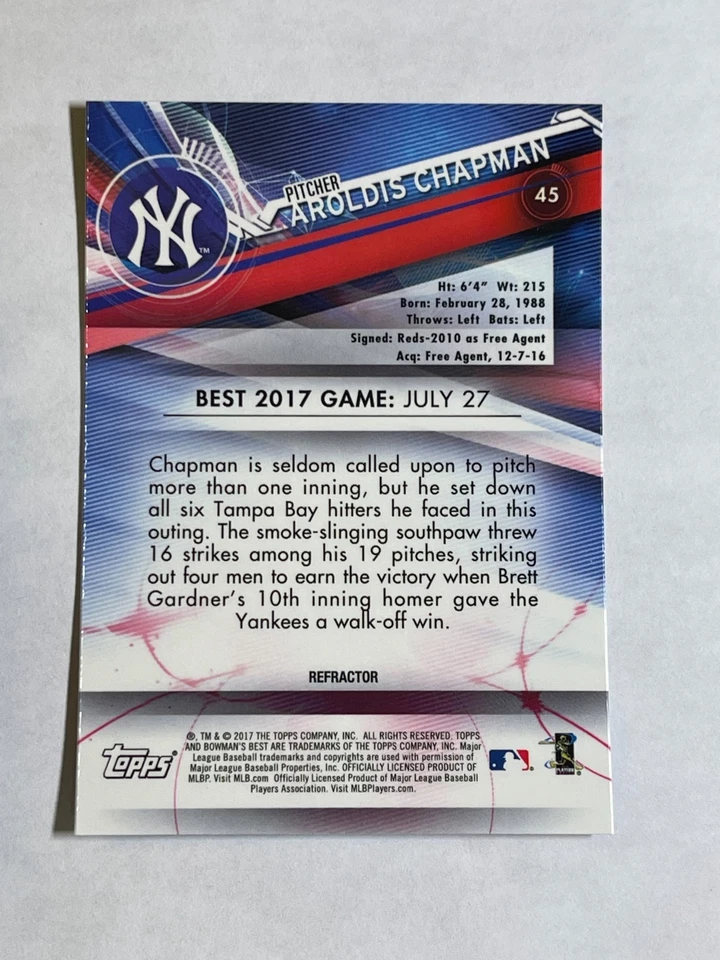 PITCHER
AROLDIS CHAPMAN
45
NY
TM
Ht: 6'4" Wt: 215
Born: February 28, 1988
Throws: Left Bats: Left
Signed: Reds-2010 as Free Agent
Acq: Free Agent, 12-7-16
BEST 2017 GAME: JULY 27
Chapman is seldom called upon to pitch
more than one inning, but he set down
all six Tampa Bay hitters he faced in this
outing. The smoke-slinging southpaw threw
16 strikes among his 19 pitches, striking
out four men to earn the victory when Brett
Gardner's 10th inning homer gave the
Yankees a walk-off win.
REFRACTOR
®, TM & © 2017 THE TOPPS COMPANY, INC. ALL RIGHTS RESERVED. TOPPS
AND BOWMAN'S BEST ARE TRADEMARKS OF THE TOPPS COMPANY, INC. Major
League Baseball trademarks and copyrights are used with permission of
Major League Baseball Properties, Inc. OFFICIALLY LICENSED PRODUCT OF
MLBP. Visit MLB.com Officially Licensed Product of Major League Baseball
Players Association. Visit MLBPlayers.com.
topps®
PLAYERS